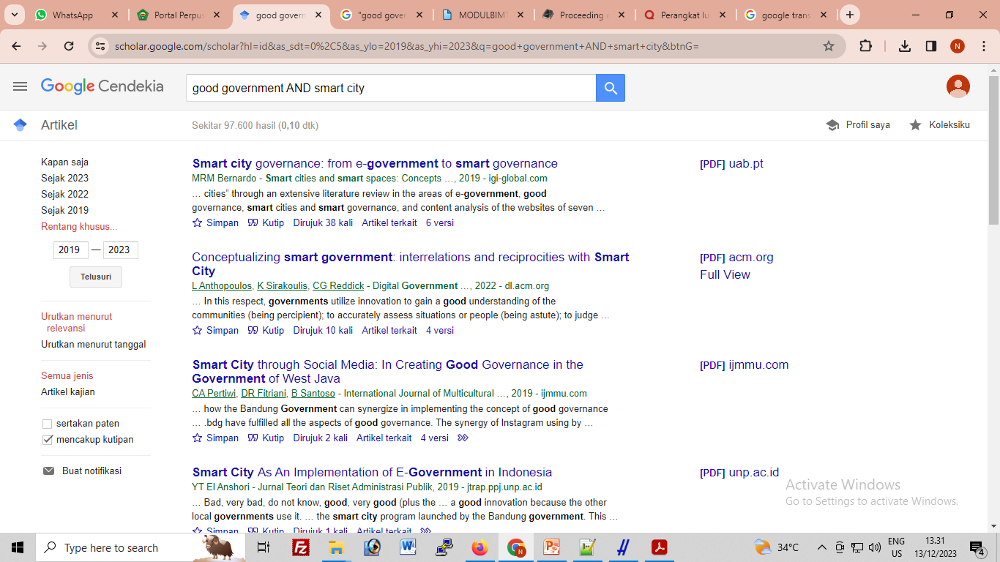 WhatsApp
Portal Perpus
good govern
"good gover
MODULBIMT
Proceeding
Perangkat lu
google trans
scholar.google.com/scholar?hl=id&as_sdt=0%2C5&as_ylo=2019&as_yhi=2023&q=good+government+AND+smart+city&btnG=
N
Google Cendekia
good government AND smart city
Artikel
Sekitar 97.600 hasil (0,10 dtk)
Profil saya
Koleksiku
Kapan saja
Sejak 2023
Sejak 2022
Sejak 2019
Rentang khusus...
2019 — 2023
Telusuri
Urutkan menurut
relevansi
Urutkan menurut tanggal
Semua jenis
Artikel kajian
sertakan paten
mencakup kutipan
Buat notifikasi
Smart city governance: from e-government to smart governance
MRM Bernardo - Smart cities and smart spaces: Concepts …, 2019 - igi-global.com
… cities" through an extensive literature review in the areas of e-government, good
governance, smart cities and smart governance, and content analysis of the websites of seven …
Simpan Kutip Dirujuk 38 kali Artikel terkait 6 versi
[PDF] uab.pt
Conceptualizing smart government: interrelations and reciprocities with Smart
City
L Anthopoulos, K Sirakoulis, CG Reddick - Digital Government …, 2022 - dl.acm.org
… In this respect, governments utilize innovation to gain a good understanding of the
communities (being percipient); to accurately assess situations or people (being astute); to judge …
Simpan Kutip Dirujuk 10 kali Artikel terkait 4 versi
[PDF] acm.org
Full View
Smart City through Social Media: In Creating Good Governance in the
Government of West Java
CA Pertiwi, DR Fitriani, B Santoso - International Journal of Multicultural …, 2019 - ijmmu.com
… how the Bandung Government can synergize in implementing the concept of good governance
… .bdg have fulfilled all the aspects of good governance. The synergy of Instagram using by …
Simpan Kutip Dirujuk 2 kali Artikel terkait 4 versi
[PDF] ijmmu.com
Smart City As An Implementation of E-Government in Indonesia
YT El Anshori - Jurnal Teori dan Riset Administrasi Publik, 2019 - jtrap.ppj.unp.ac.id
… Bad, very bad, do not know, good, very good (plus the … a good innovation because the other
local governments use it. … the smart city program launched by the Bandung government. This …
Simpan Kutip Dirujuk 1 kali Artikel terkait
[PDF] unp.ac.id
Activate Windows
Go to Settings to activate Windows.
Type here to search
34°C
ENG
US
13.31
13/12/2023
4